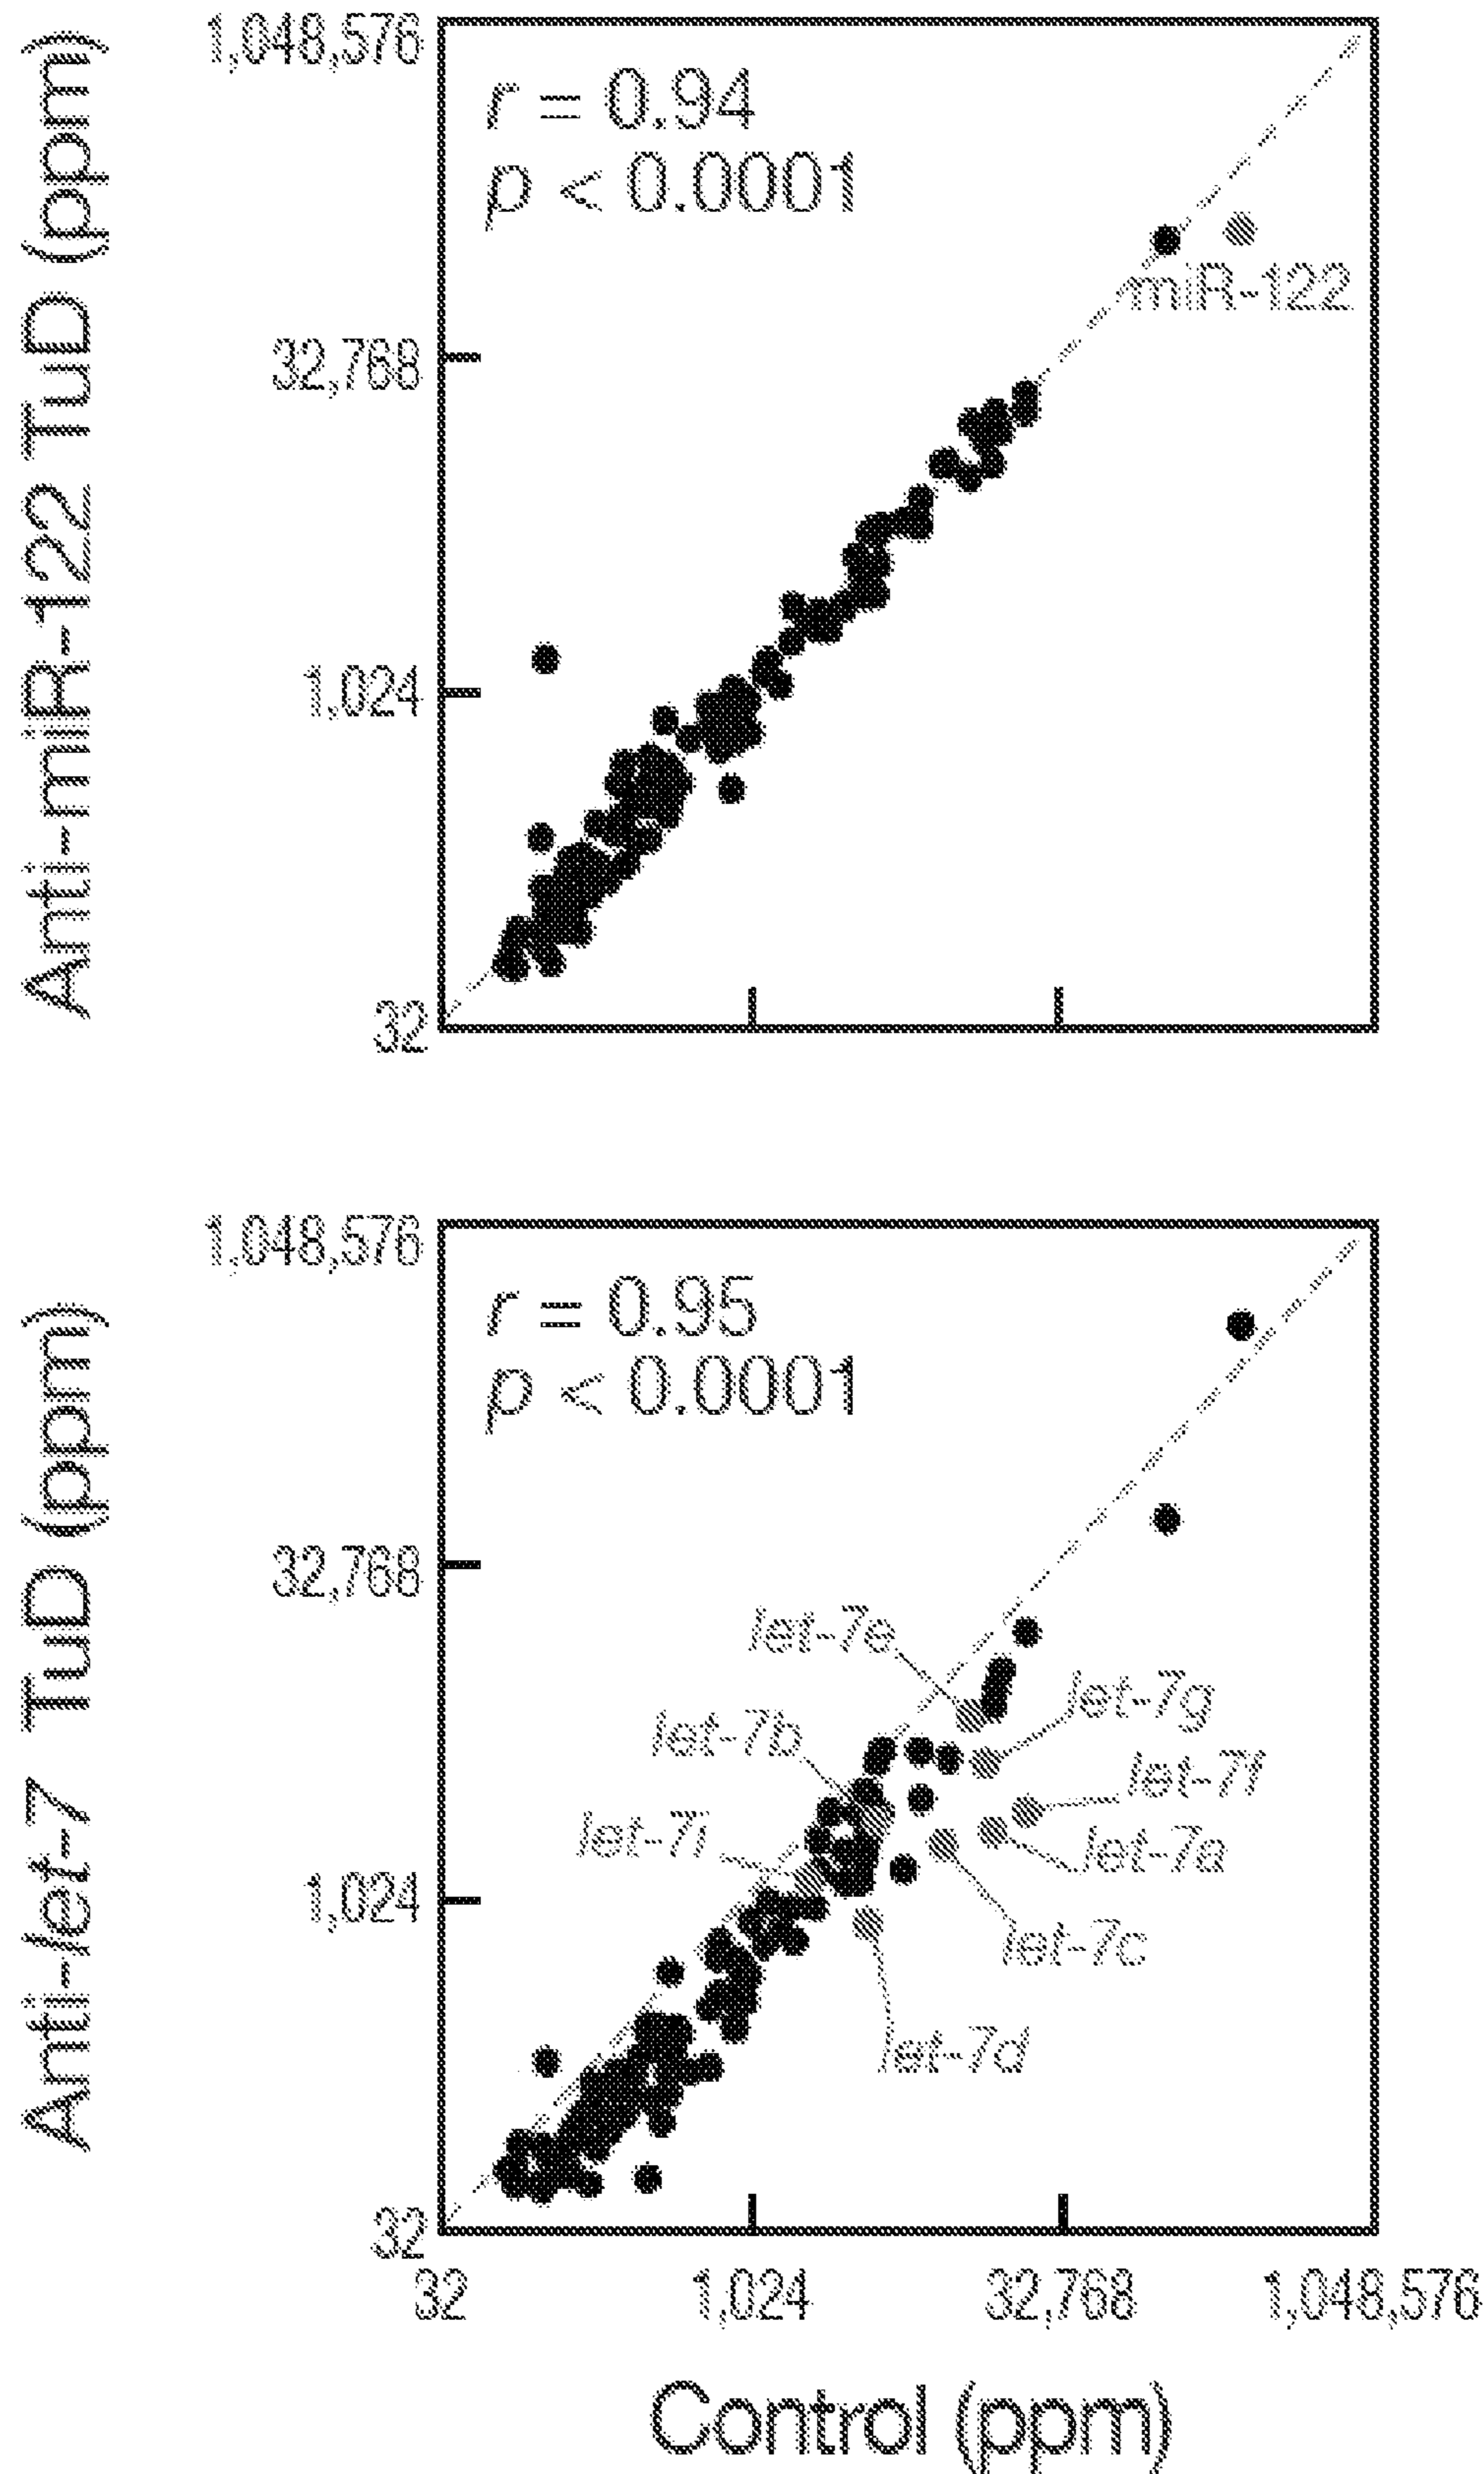 Anti-miR-122 TuD (ppm)
1,048,576
32,768
1,024
32
r = 0.94
p < 0.0001
miR-122
Anti-let-7 TuD (ppm)
1,048,576
32,768
1,024
32
r = 0.95
p < 0.0001
let-7e
let-7b
let-7g
let-7f
let-7i
let-7a
let-7c
let-7d
32
1,024
32,768
1,048,576
Control (ppm)